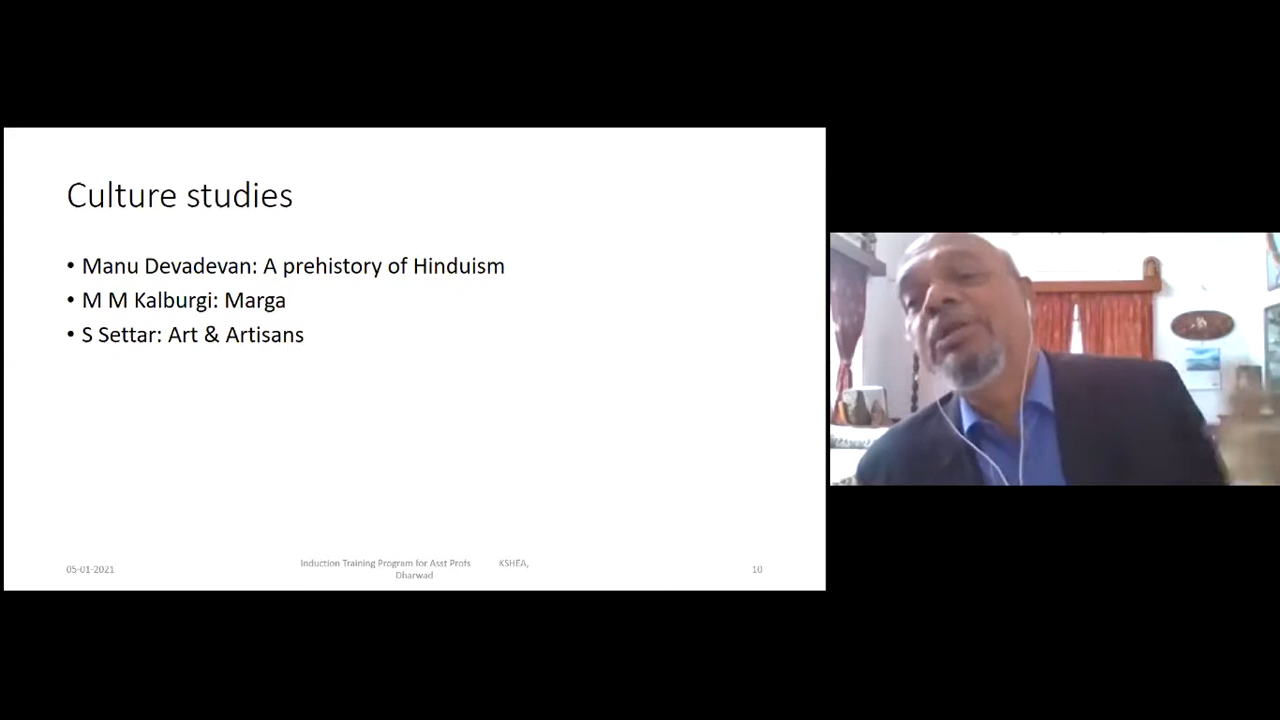 Culture studies
• Manu Devadevan: A prehistory of Hinduism
• M M Kalburgi: Marga
• S Settar: Art & Artisans
05-01-2021
Induction Training Program for Asst Profs KSHEA,
Dharwad
10